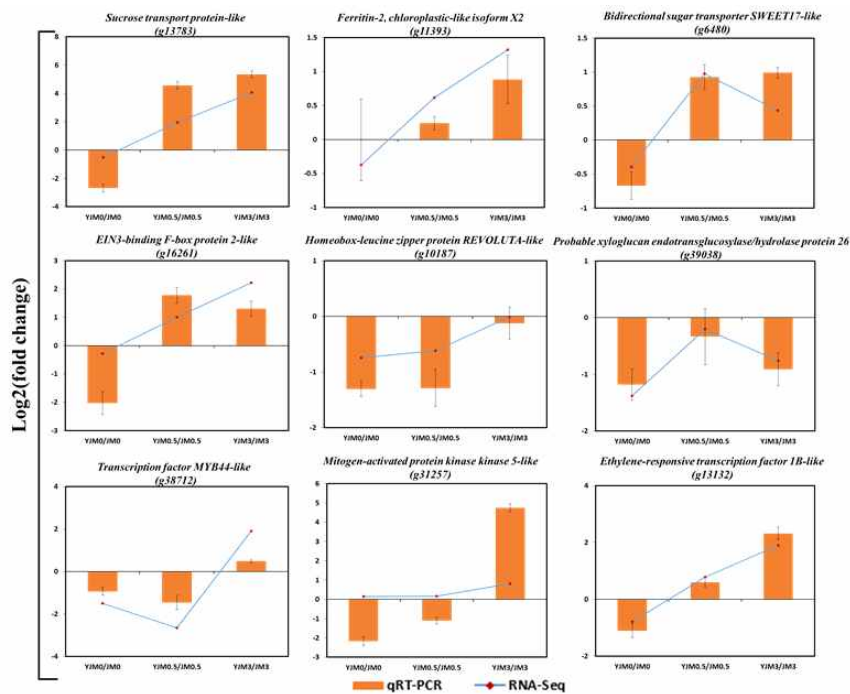 Sucrose transport protein-like
(g13783)
Ferritin-2, chloroplastic-like isoform X2
(g11393)
Bidirectional sugar transporter SWEET17-like
(g6480)
8
6
4
2
0
-2
-4
YJM0/JM0 YJM0.5/JM0.5 YJM3/JM3
1.5
1
0.5
0
-0.5
-1
YJM0/JM0 YJM0.5/JM0.5 YJM3/JM3
1.5
1
0.5
0
-0.5
-1
YJM0/JM0 YJM0.5/JM0.5 YJM3/JM3
Log2(fold change)
EIN3-binding F-box protein 2-like
(g16261)
Homeobox-leucine zipper protein REVOLUTA-like
(g10187)
Probable xyloglucan endotransglucosylase/hydrolase protein 26
(g39038)
3
2
1
0
-1
-2
-3
YJM0/JM0 YJM0.5/JM0.5 YJM3/JM3
1
0
-1
-2
YJM0/JM0 YJM0.5/JM0.5 YJM3/JM3
1
0
-1
-2
YJM0/JM0 YJM0.5/JM0.5 YJM3/JM3
Transcription factor MYB44-like
(g38712)
Mitogen-activated protein kinase kinase 5-like
(g31257)
Ethylene-responsive transcription factor 1B-like
(g13132)
4
2
0
-2
-4
YJM0/JM0 YJM0.5/JM0.5 YJM3/JM3
6
5
4
3
2
1
0
-1
-2
-3
YJM0/JM0 YJM0.5/JM0.5 YJM3/JM3
4
2
0
-2
YJM0/JM0 YJM0.5/JM0.5 YJM3/JM3
qRT-PCR RNA-Seq